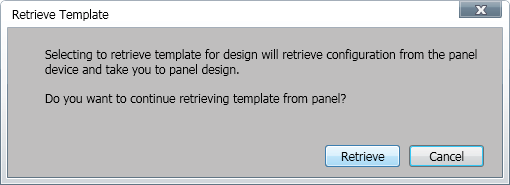 Retrieve Template
Selecting to retrieve template for design will retrieve configuration from the panel
device and take you to panel design.
Do you want to continue retrieving template from panel?
Retrieve
Cancel